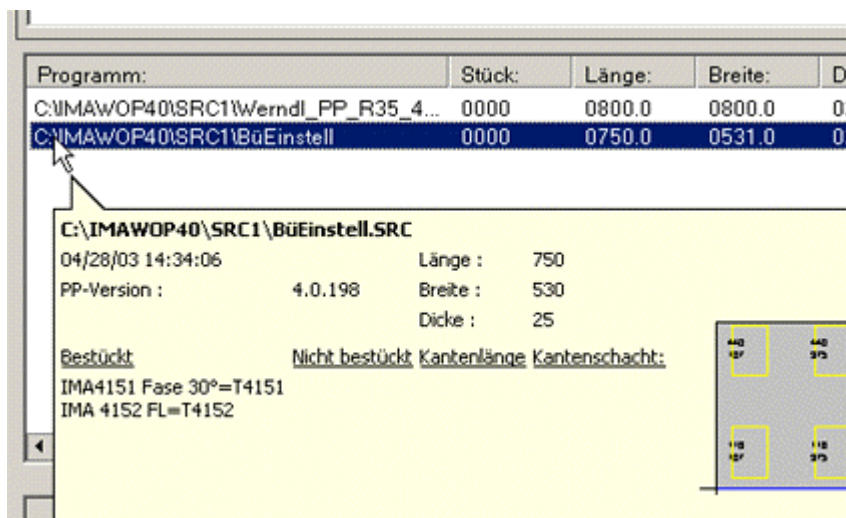 Programm: Stück: Länge: Breite: D
C:\IMAWOP40\SRC1\Werndl_PP_R35_4... 0000 0800.0 0800.0 0
C:\IMAWOP40\SRC1\BüEinstell 0000 0750.0 0531.0 0
C:\IMAWOP40\SRC1\BüEinstell.SRC
04/28/03 14:34:06 Länge : 750
PP-Version : 4.0.198 Breite : 530
Dicke : 25
Bestückt Nicht bestückt Kantenlänge Kantenschacht:
IMA4151 Fase 30°=T4151
IMA 4152 FL=T4152